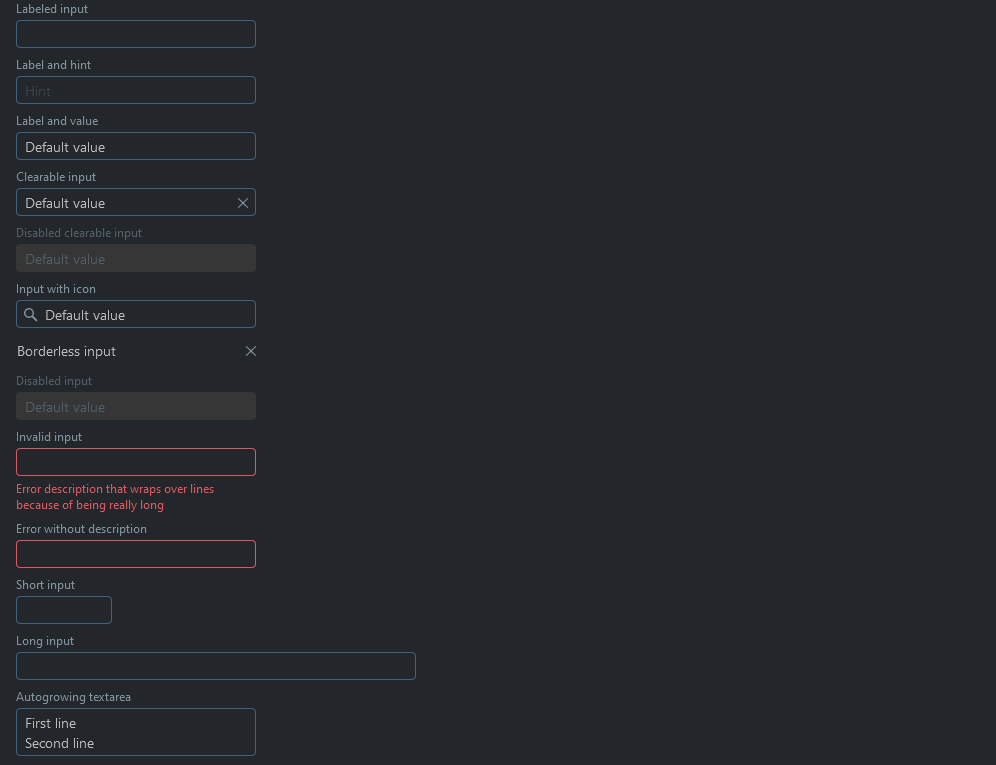 Labeled input
Label and hint
Hint
Label and value
Default value
Clearable input
Default value
Disabled clearable input
Default value
Input with icon
Default value
Borderless input
Disabled input
Default value
Invalid input
Error description that wraps over lines
because of being really long
Error without description
Short input
Long input
Autogrowing textarea
First line
Second line